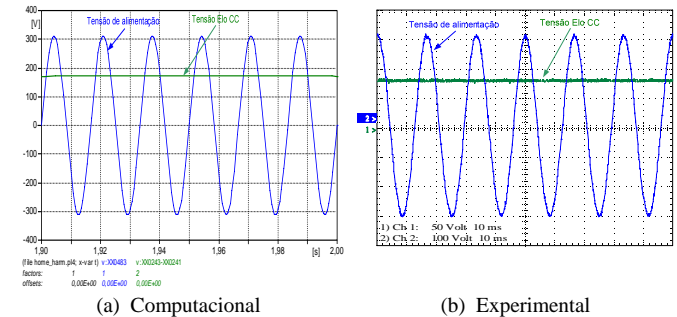 400
[V]
300
200
100
0
-100
-200
-300
-400
Tensão de alimentação
Tensão Elo CC
1,90 1,92 1,94 1,96 1,98 [s] 2,00
(file home_harm.pl4; x-var t) v:XX0483 v:XX0243-XX0241
factors: 1 1 2
offsets: 0,00E+00 0,00E+00 0,00E+00
(a) Computacional
Tensão de alimentação
Tensão Elo CC
2
1
1) Ch 1: 50 Volt 10 ms
2) Ch 2: 100 Volt 10 ms
(b) Experimental